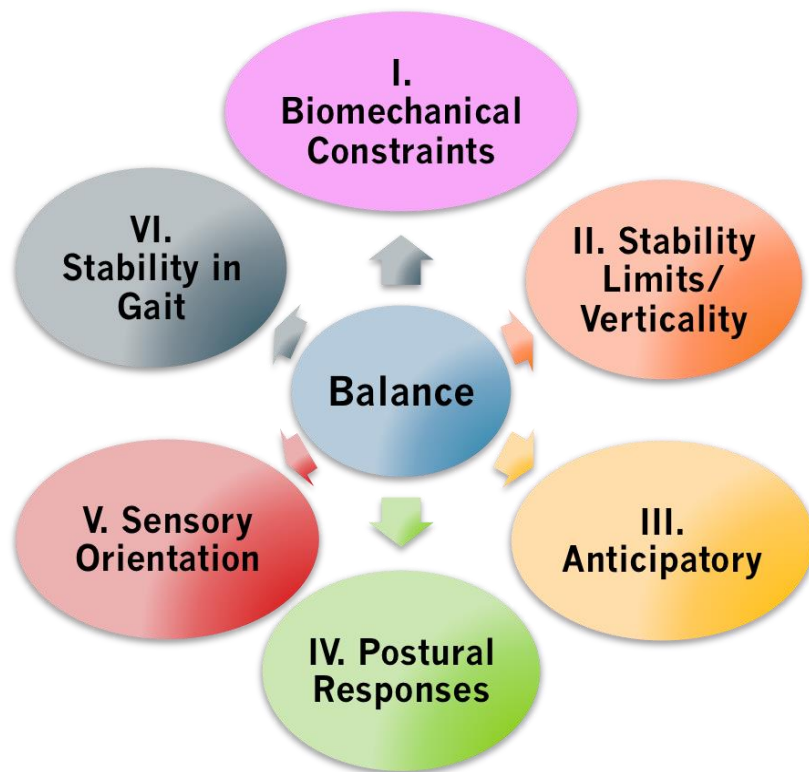 I.
Biomechanical
Constraints
II. Stability
Limits/
Verticality
III.
Anticipatory
IV. Postural
Responses
V. Sensory
Orientation
VI.
Stability in
Gait
Balance